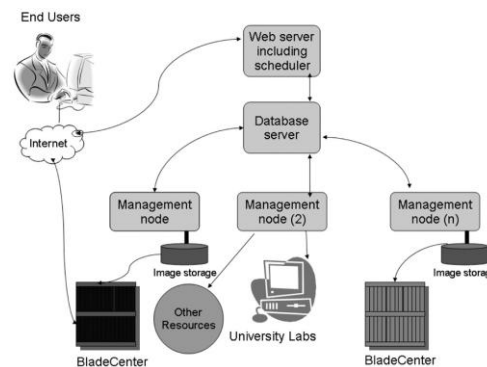 End Users
Web server
including
scheduler
Internet
Database
server
Management
node
Management
node (2)
Management
node (n)
Image storage
Image storage
Other
Resources
University Labs
BladeCenter
BladeCenter